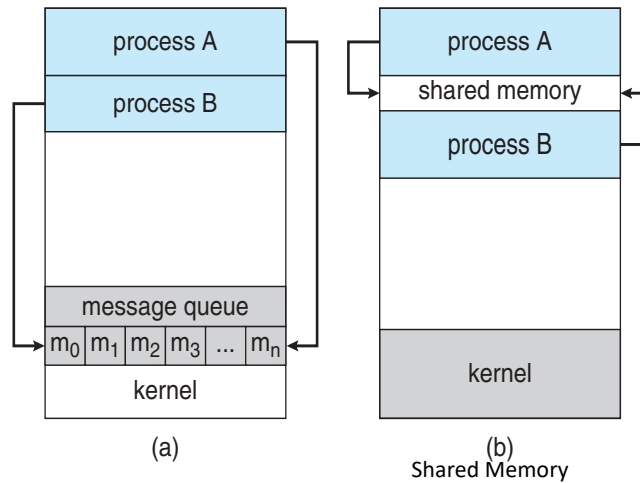 process A
process B
message queue
m₀ m₁ m₂ m₃ ... mₙ
kernel
(a)
process A
shared memory
process B
kernel
(b)
Shared Memory